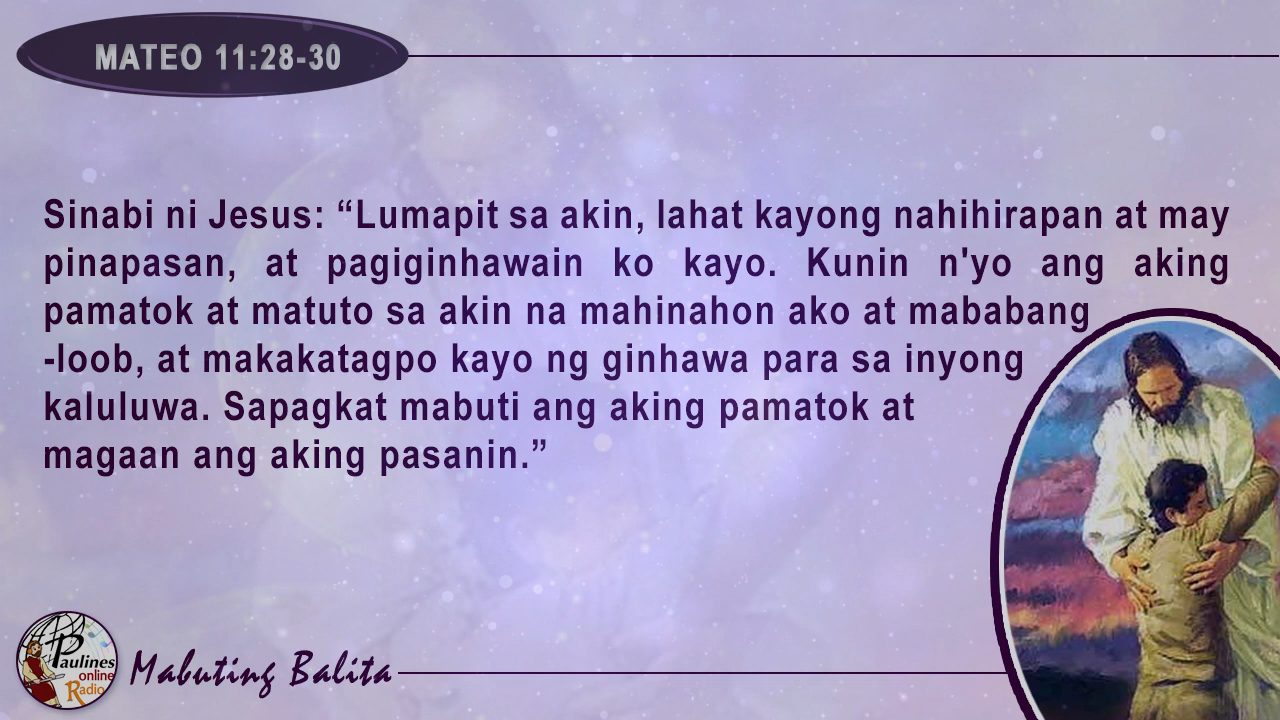 MATEO 11:28-30
Sinabi ni Jesus: “Lumapit sa akin, lahat kayong nahihirapan at may
pinapasan, at pagiginhawain ko kayo. Kunin n'yo ang aking
pamatok at matuto sa akin na mahinahon ako at mababang
-loob, at makakatagpo kayo ng ginhawa para sa inyong
kaluluwa. Sapagkat mabuti ang aking pamatok at
magaan ang aking pasanin.”
Paulines
online
Radio
Mabuting Balita